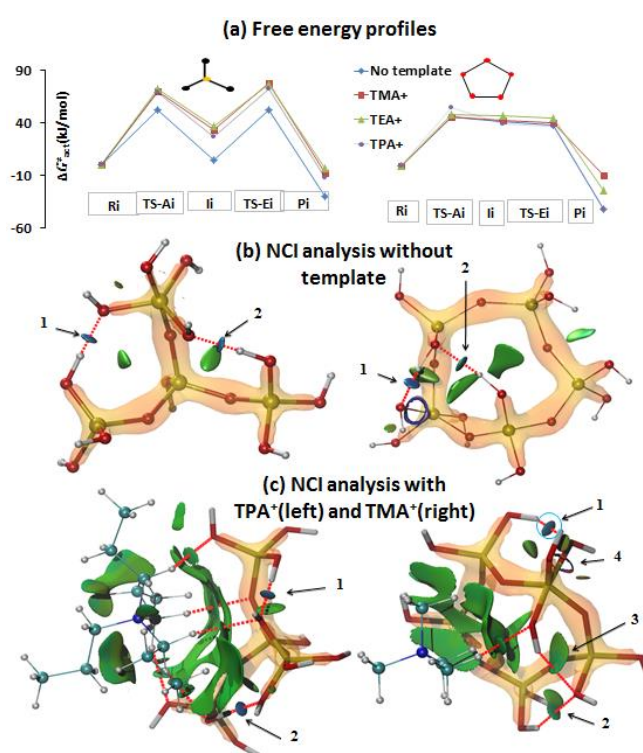 (a) Free energy profiles
ΔG≠act(kJ/mol)
90
40
-10
-60
Ri
TS-Ai
Ii
TS-Ei
Pi
No template
TMA+
TEA+
TPA+
Ri
TS-Ai
Ii
TS-Ei
Pi
(b) NCI analysis without
template
1
2
2
1
(c) NCI analysis with
TPA⁺(left) and TMA⁺(right)
1
2
1
4
3
2